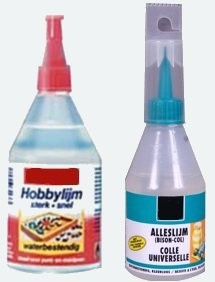 Hobbylijm
sterk + snel
waterbestendig
ALLESLIJM
(BISON-COL)
COLLE
UNIVERSELLE